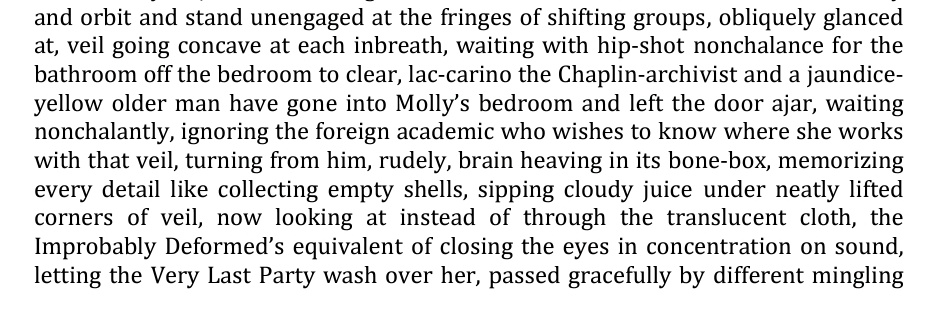 and orbit and stand unengaged at the fringes of shifting groups, obliquely glanced
at, veil going concave at each inbreath, waiting with hip-shot nonchalance for the
bathroom off the bedroom to clear, Iac-carino the Chaplin-archivist and a jaundice-
yellow older man have gone into Molly’s bedroom and left the door ajar, waiting
nonchalantly, ignoring the foreign academic who wishes to know where she works
with that veil, turning from him, rudely, brain heaving in its bone-box, memorizing
every detail like collecting empty shells, sipping cloudy juice under neatly lifted
corners of veil, now looking at instead of through the translucent cloth, the
Improbably Deformed’s equivalent of closing the eyes in concentration on sound,
letting the Very Last Party wash over her, passed gracefully by different mingling